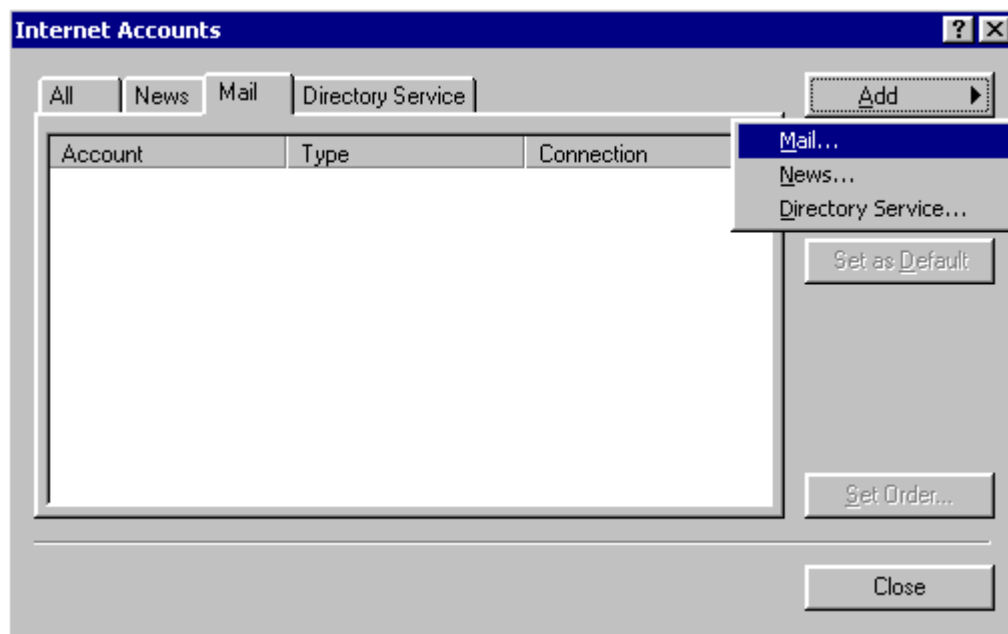 Internet Accounts
All News Mail Directory Service
Add
Account Type Connection
Mail...
News...
Directory Service...
Set as Default
Set Order...
Close